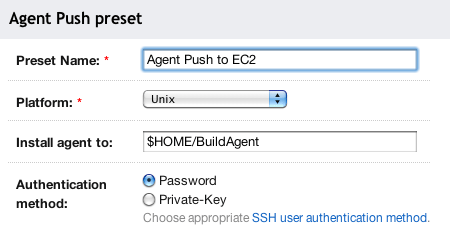 Agent Push preset
Preset Name: * Agent Push to EC2
Platform: * Unix
Install agent to: $HOME/BuildAgent
Authentication method: Password
Private-Key
Choose appropriate SSH user authentication method.